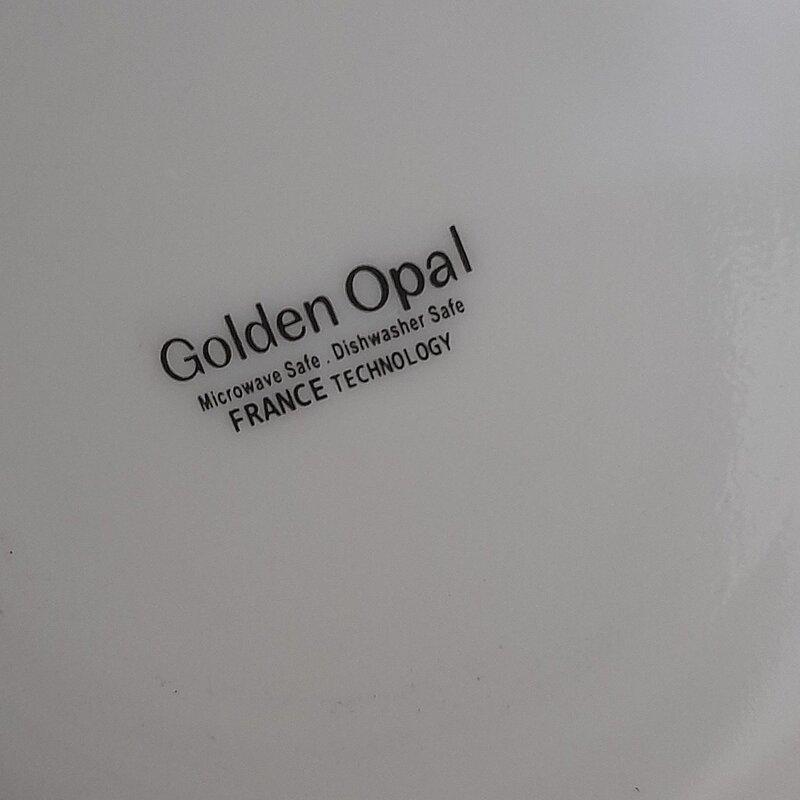 Golden Opal
Microwave Safe . Dishwasher Safe
FRANCE TECHNOLOGY